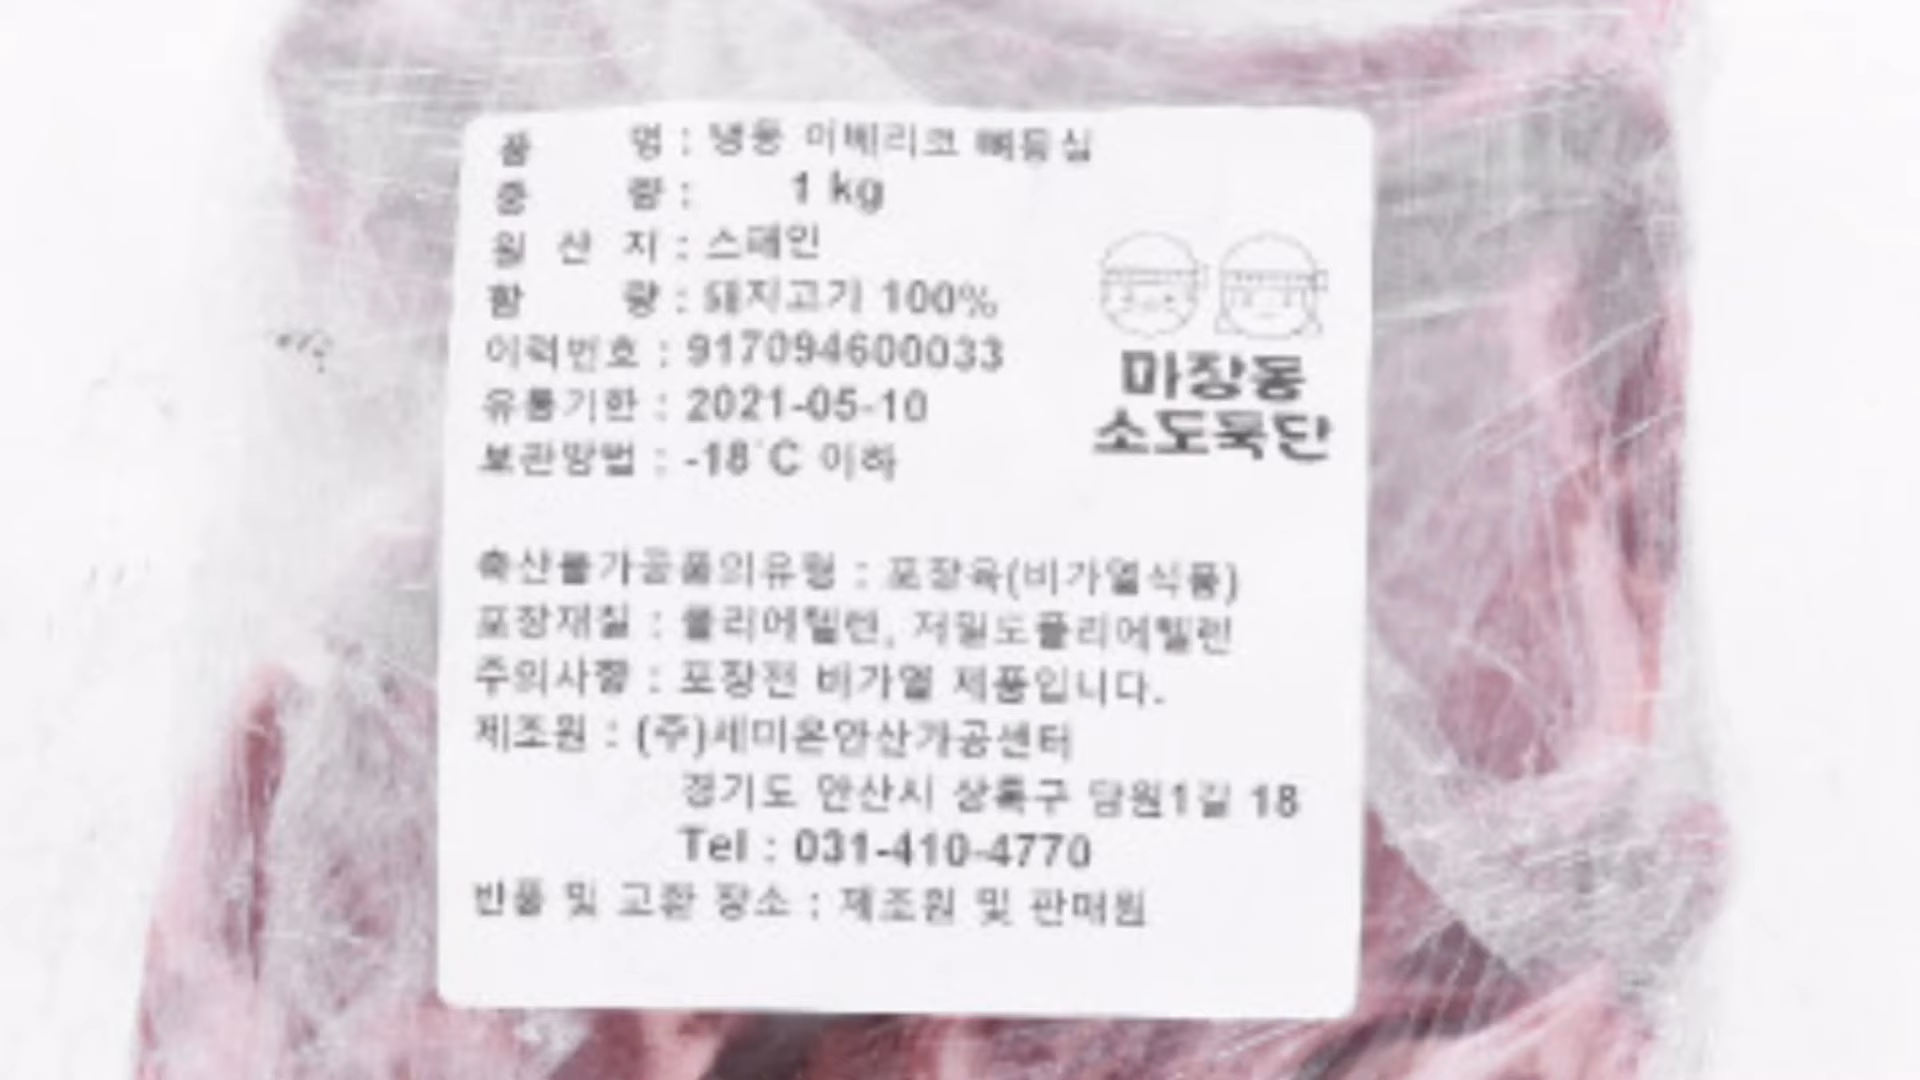 품 명 : 냉동 이베리코 뼈등심
중 량 : 1 kg
원 산 지 : 스페인
함 량 : 돼지고기 100%
이력번호 : 917094600033
유통기한 : 2021-05-10
보관방법 : -18°C 이하
마장동
소도둑단
축산물가공품의유형 : 포장육(비가열식품)
포장재질 : 폴리에틸렌, 저밀도폴리에틸렌
주의사항 : 포장전 비가열 제품입니다.
제조원 : (주)세미온안산가공센터
경기도 안산시 상록구 당원1길 18
Tel : 031-410-4770
반품 및 교환 장소 : 제조원 및 판매원